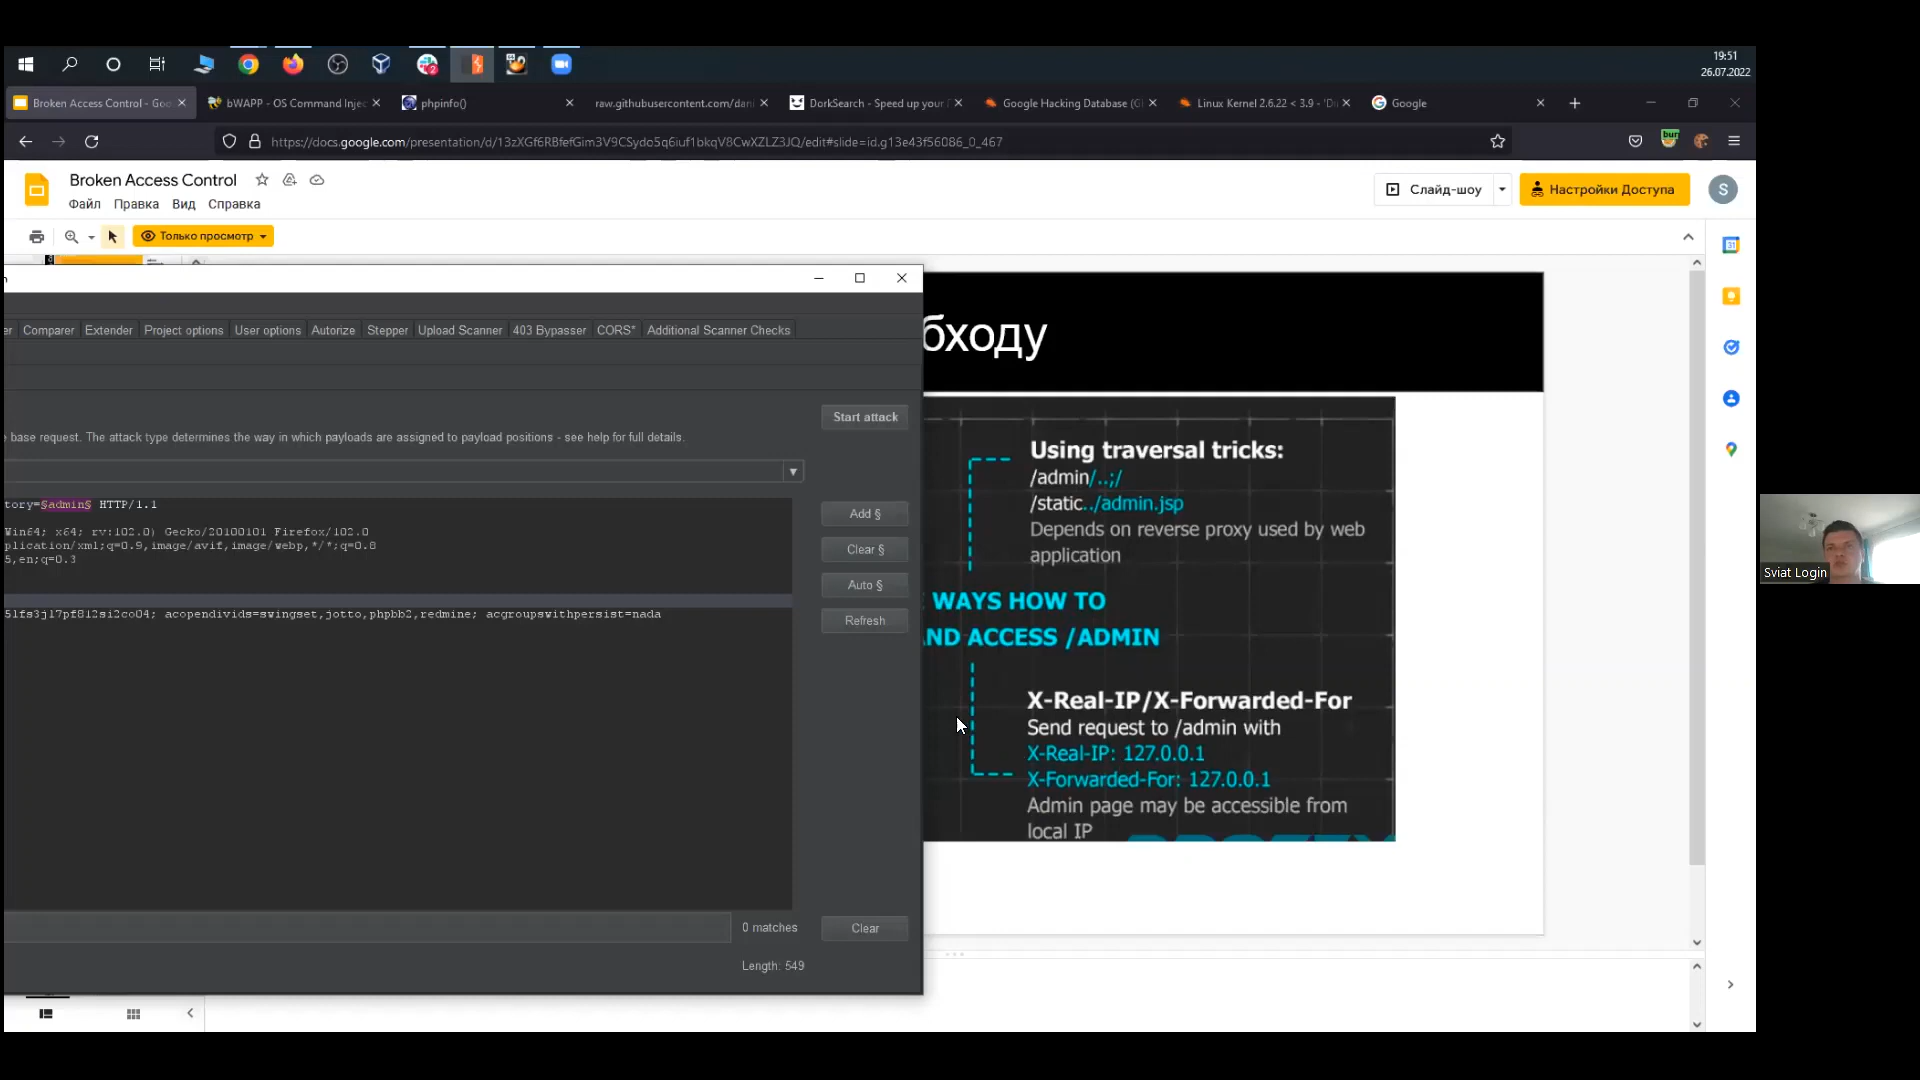 19:51
26.07.2022
Broken Access Control - Goo
bWAPP - OS Command Injec
phpinfo()
raw.githubusercontent.com/dani
DorkSearch - Speed up your
Google Hacking Database (G
Linux Kernel 2.6.22 < 3.9 - 'Di
Google
https://docs.google.com/presentation/d/13zXGf6RBfefGim3V9CSydo5q6iuf1bkqV8CwXZLZ3JQ/edit#slide=id.g13e43f56086_0_467
Broken Access Control
Файл Правка Вид Справка
Слайд-шоу
Настройки Доступа
S
Только просмотр
er Comparer Extender Project options User options Autorize Stepper Upload Scanner 403 Bypasser CORS* Additional Scanner Checks
Start attack
base request. The attack type determines the way in which payloads are assigned to payload positions - see help for full details.
tory=§admin§ HTTP/1.1
Win64; x64; rv:102.0) Gecko/20100101 Firefox/102.0
plication/xml;q=0.9,image/avif,image/webp,*/*;q=0.8
5,en;q=0.3
51fs3j17pf812si2co04; acopendivids=swingset,jotto,phpbb2,redmine; acgroupswithpersist=nada
Add §
Clear §
Auto §
Refresh
0 matches
Clear
Length: 549
бходу
Using traversal tricks:
/admin/..;/
/static../admin.jsp
Depends on reverse proxy used by web
application
WAYS HOW TO
ND ACCESS /ADMIN
X-Real-IP/X-Forwarded-For
Send request to /admin with
X-Real-IP: 127.0.0.1
X-Forwarded-For: 127.0.0.1
Admin page may be accessible from
local IP
31
Sviat Login